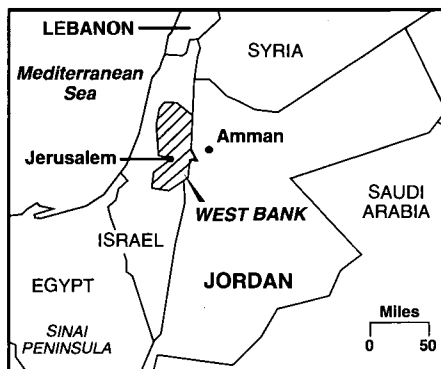 LEBANON
SYRIA
Mediterranean
Sea
Amman
Jerusalem
SAUDI
ARABIA
WEST BANK
ISRAEL
JORDAN
EGYPT
Miles
SINAI
PENINSULA
0 50